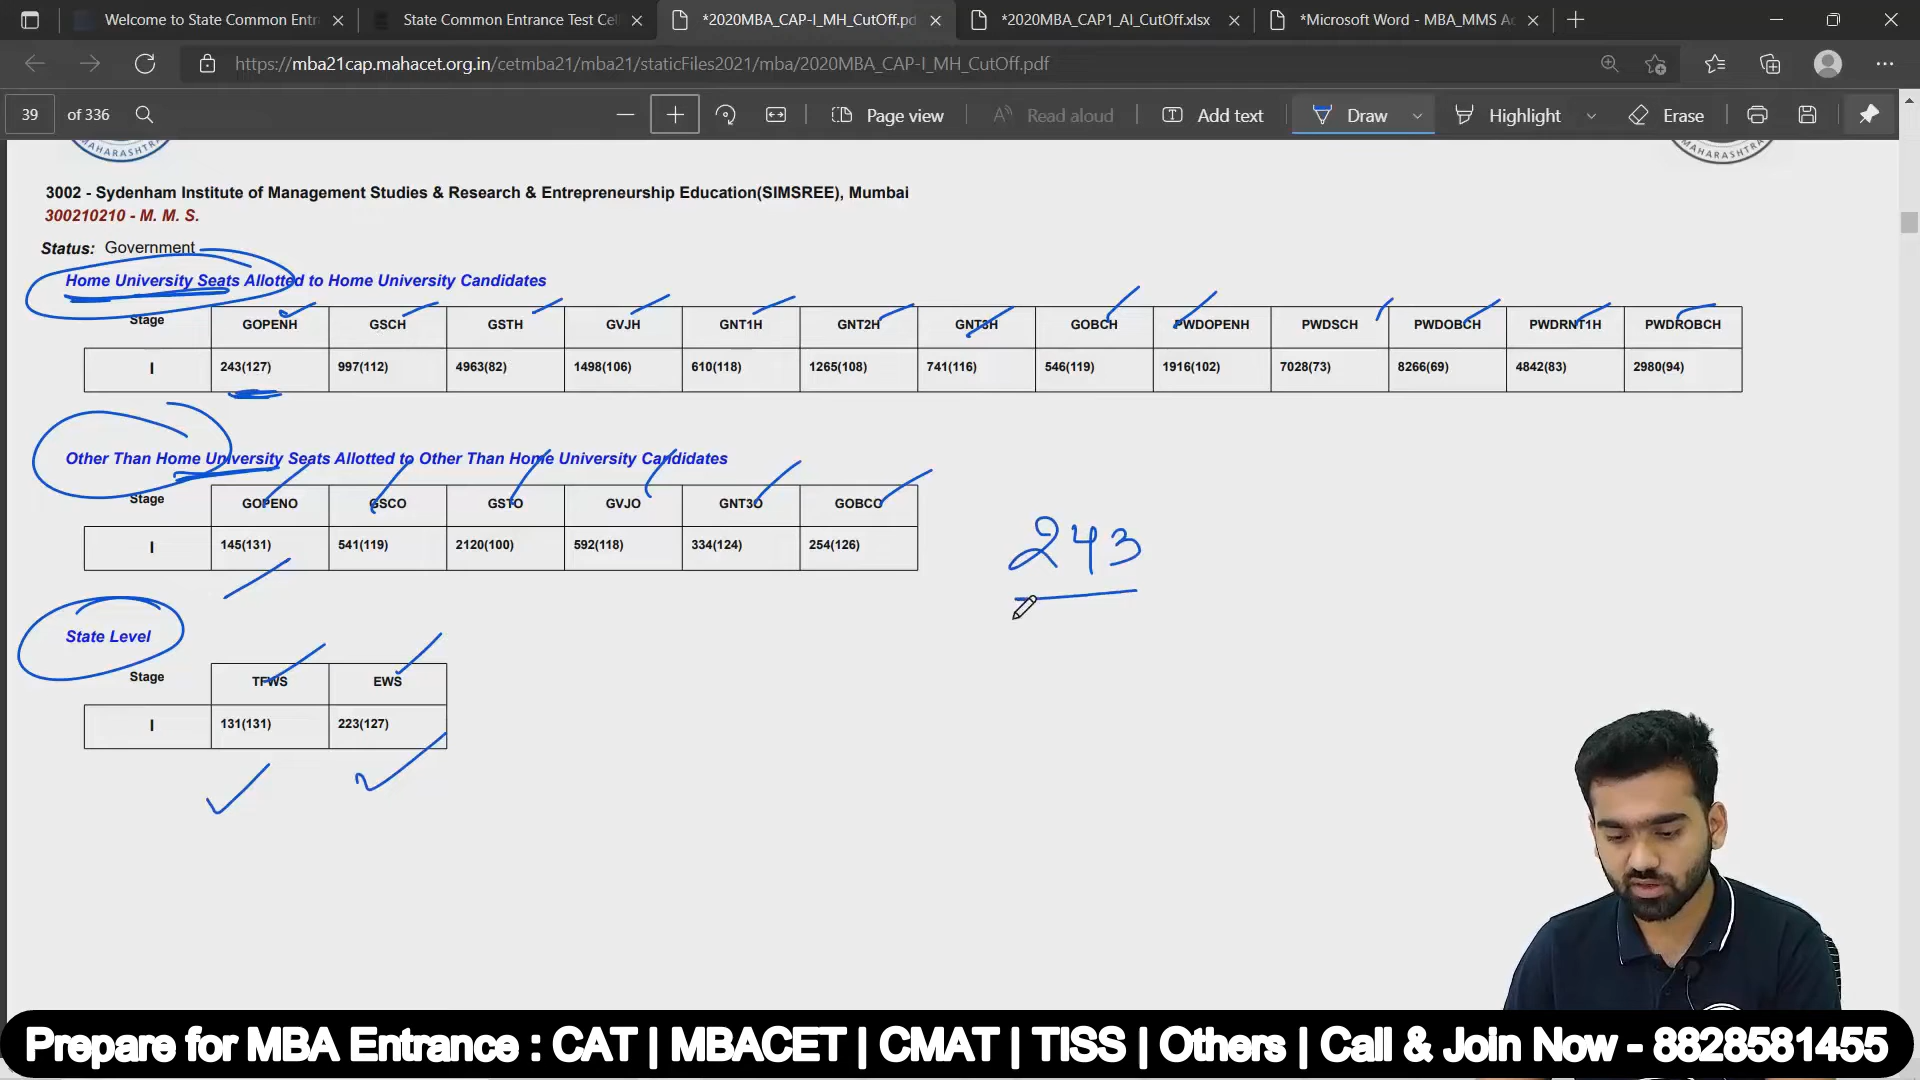 Welcome to State Common Entr
State Common Entrance Test Cel
*2020MBA_CAP-I_MH_CutOff.pd
*2020MBA_CAP1_AI_CutOff.xlsx
*Microsoft Word - MBA_MMS Ac
https://mba21cap.mahacet.org.in/cetmba21/mba21/staticFiles2021/mba/2020MBA_CAP-I_MH_CutOff.pdf
39 of 336 Page view Read aloud Add text Draw Highlight Erase
MAHARASHTRA MAHARASHTRA
3002 - Sydenham Institute of Management Studies & Research & Entrepreneurship Education(SIMSREE), Mumbai
300210210 - M. M. S.
Status: Government
Home University Seats Allotted to Home University Candidates
Stage GOPENH GSCH GSTH GVJH GNT1H GNT2H GNT3H GOBCH PWDOPENH PWDSCH PWDOBCH PWDRNT1H PWDROBCH
I 243(127) 997(112) 4963(82) 1498(106) 610(118) 1265(108) 741(116) 546(119) 1916(102) 7028(73) 8266(69) 4842(83) 2980(94)
Other Than Home University Seats Allotted to Other Than Home University Candidates
Stage GOPENO GSCO GSTO GVJO GNT3O GOBCO
I 145(131) 541(119) 2120(100) 592(118) 334(124) 254(126)
243
State Level
Stage TFWS EWS
I 131(131) 223(127)
Prepare for MBA Entrance : CAT | MBACET | CMAT | TISS | Others | Call & Join Now - 8828581455